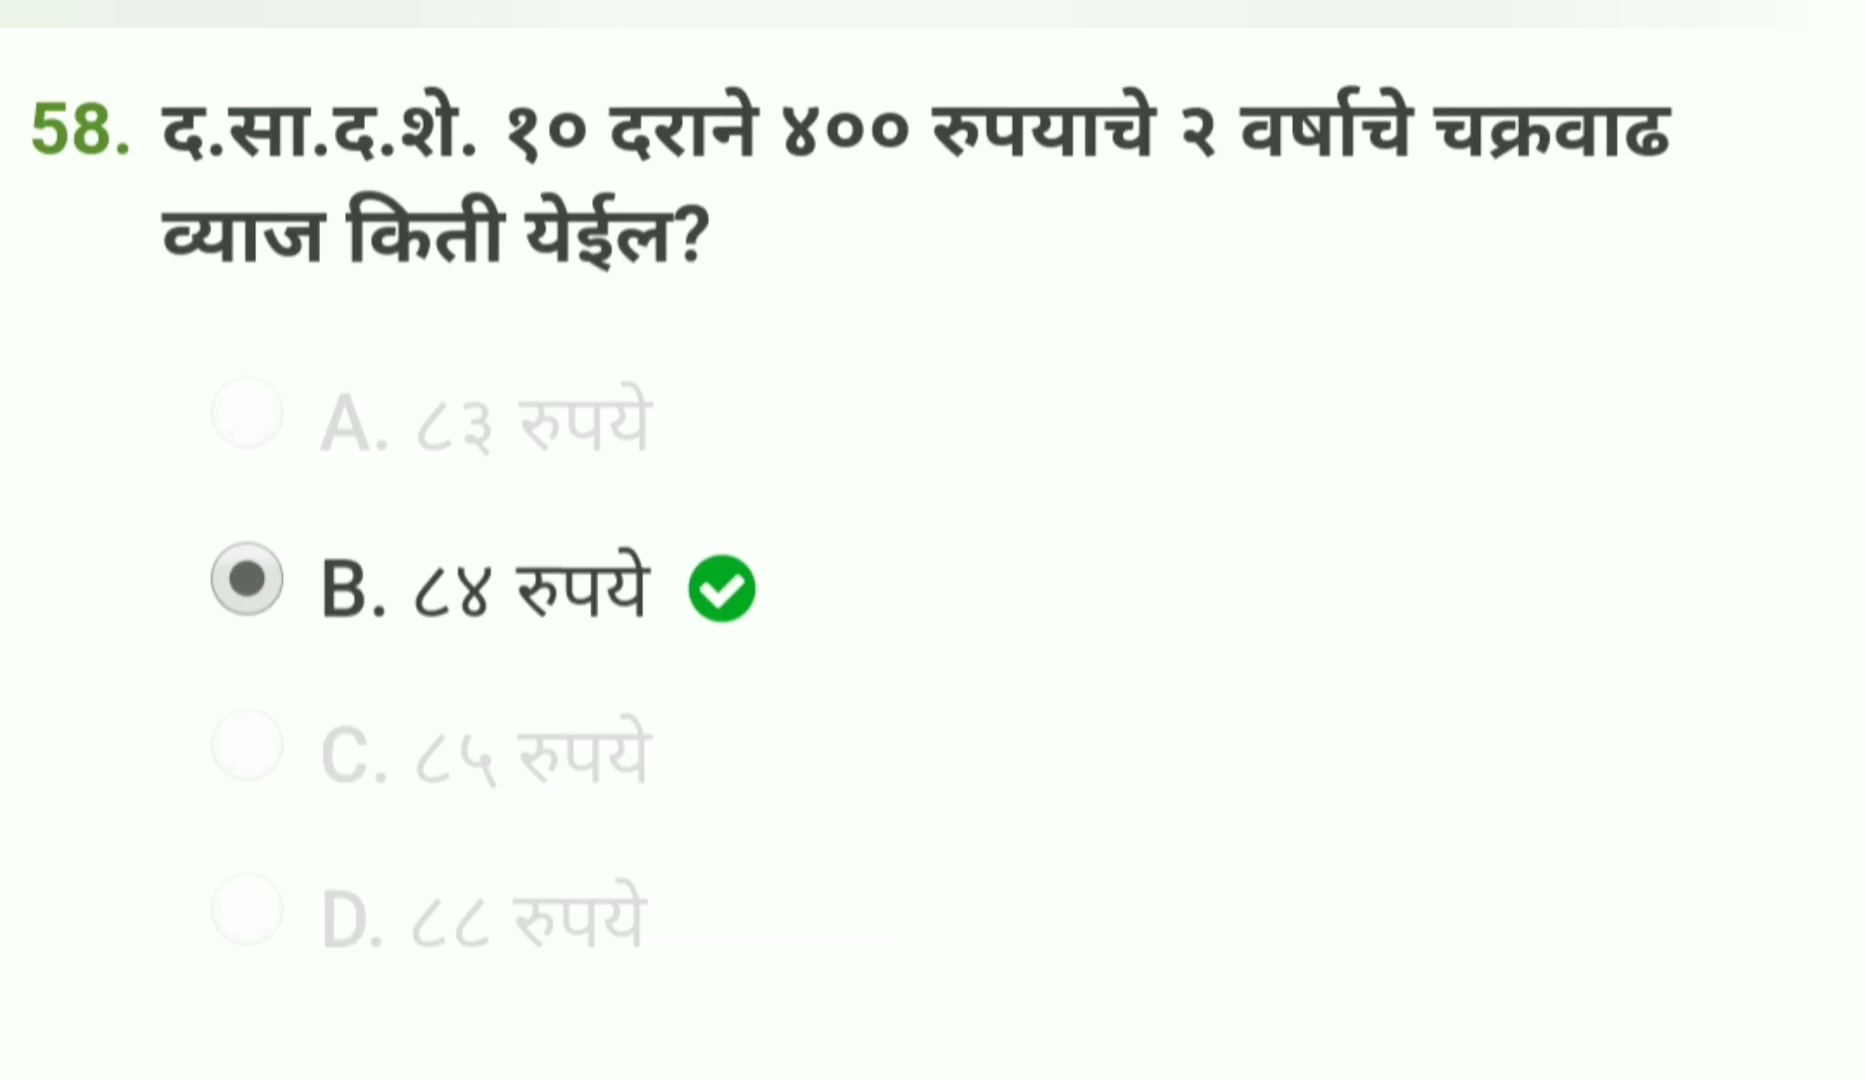 58. द.सा.द.शे. १० दराने ४०० रुपयाचे २ वर्षाचे चक्रवाढ
व्याज किती येईल?
A. ८३ रुपये
B. ८४ रुपये
C. ८५ रुपये
D. ८८ रुपये